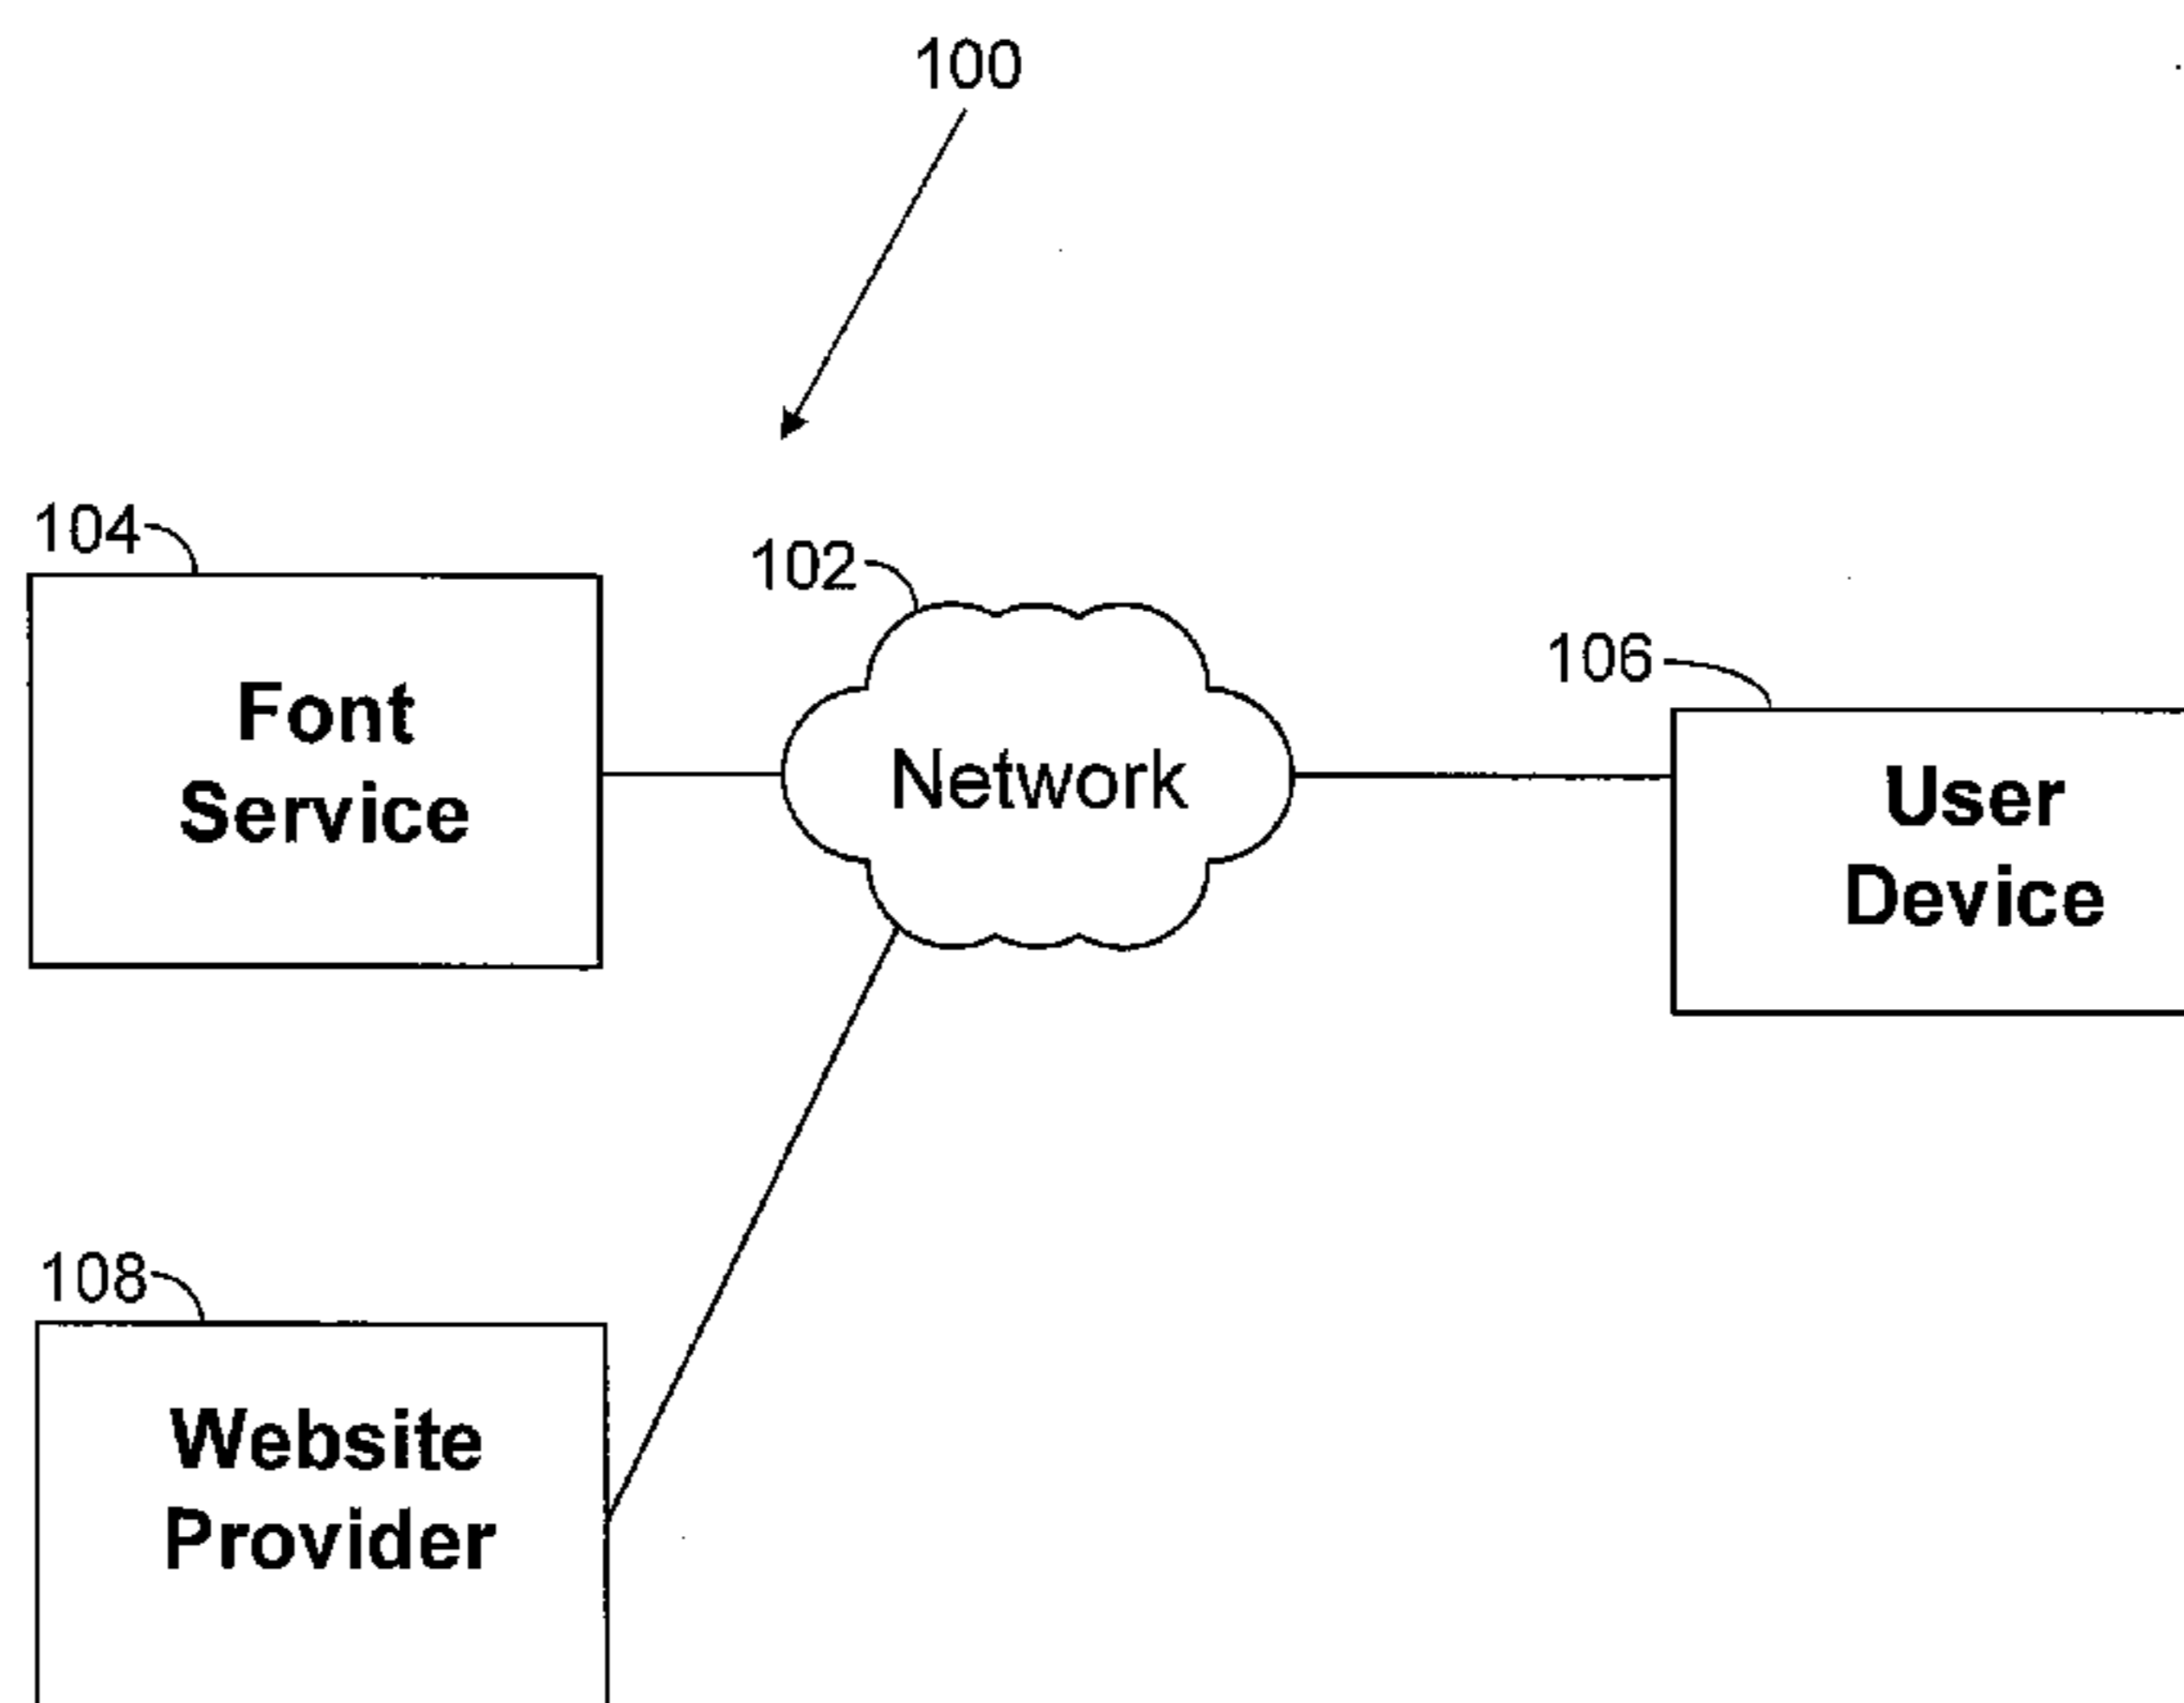 100
104
102
106
Font
Service
Network
User
Device
108
Website
Provider